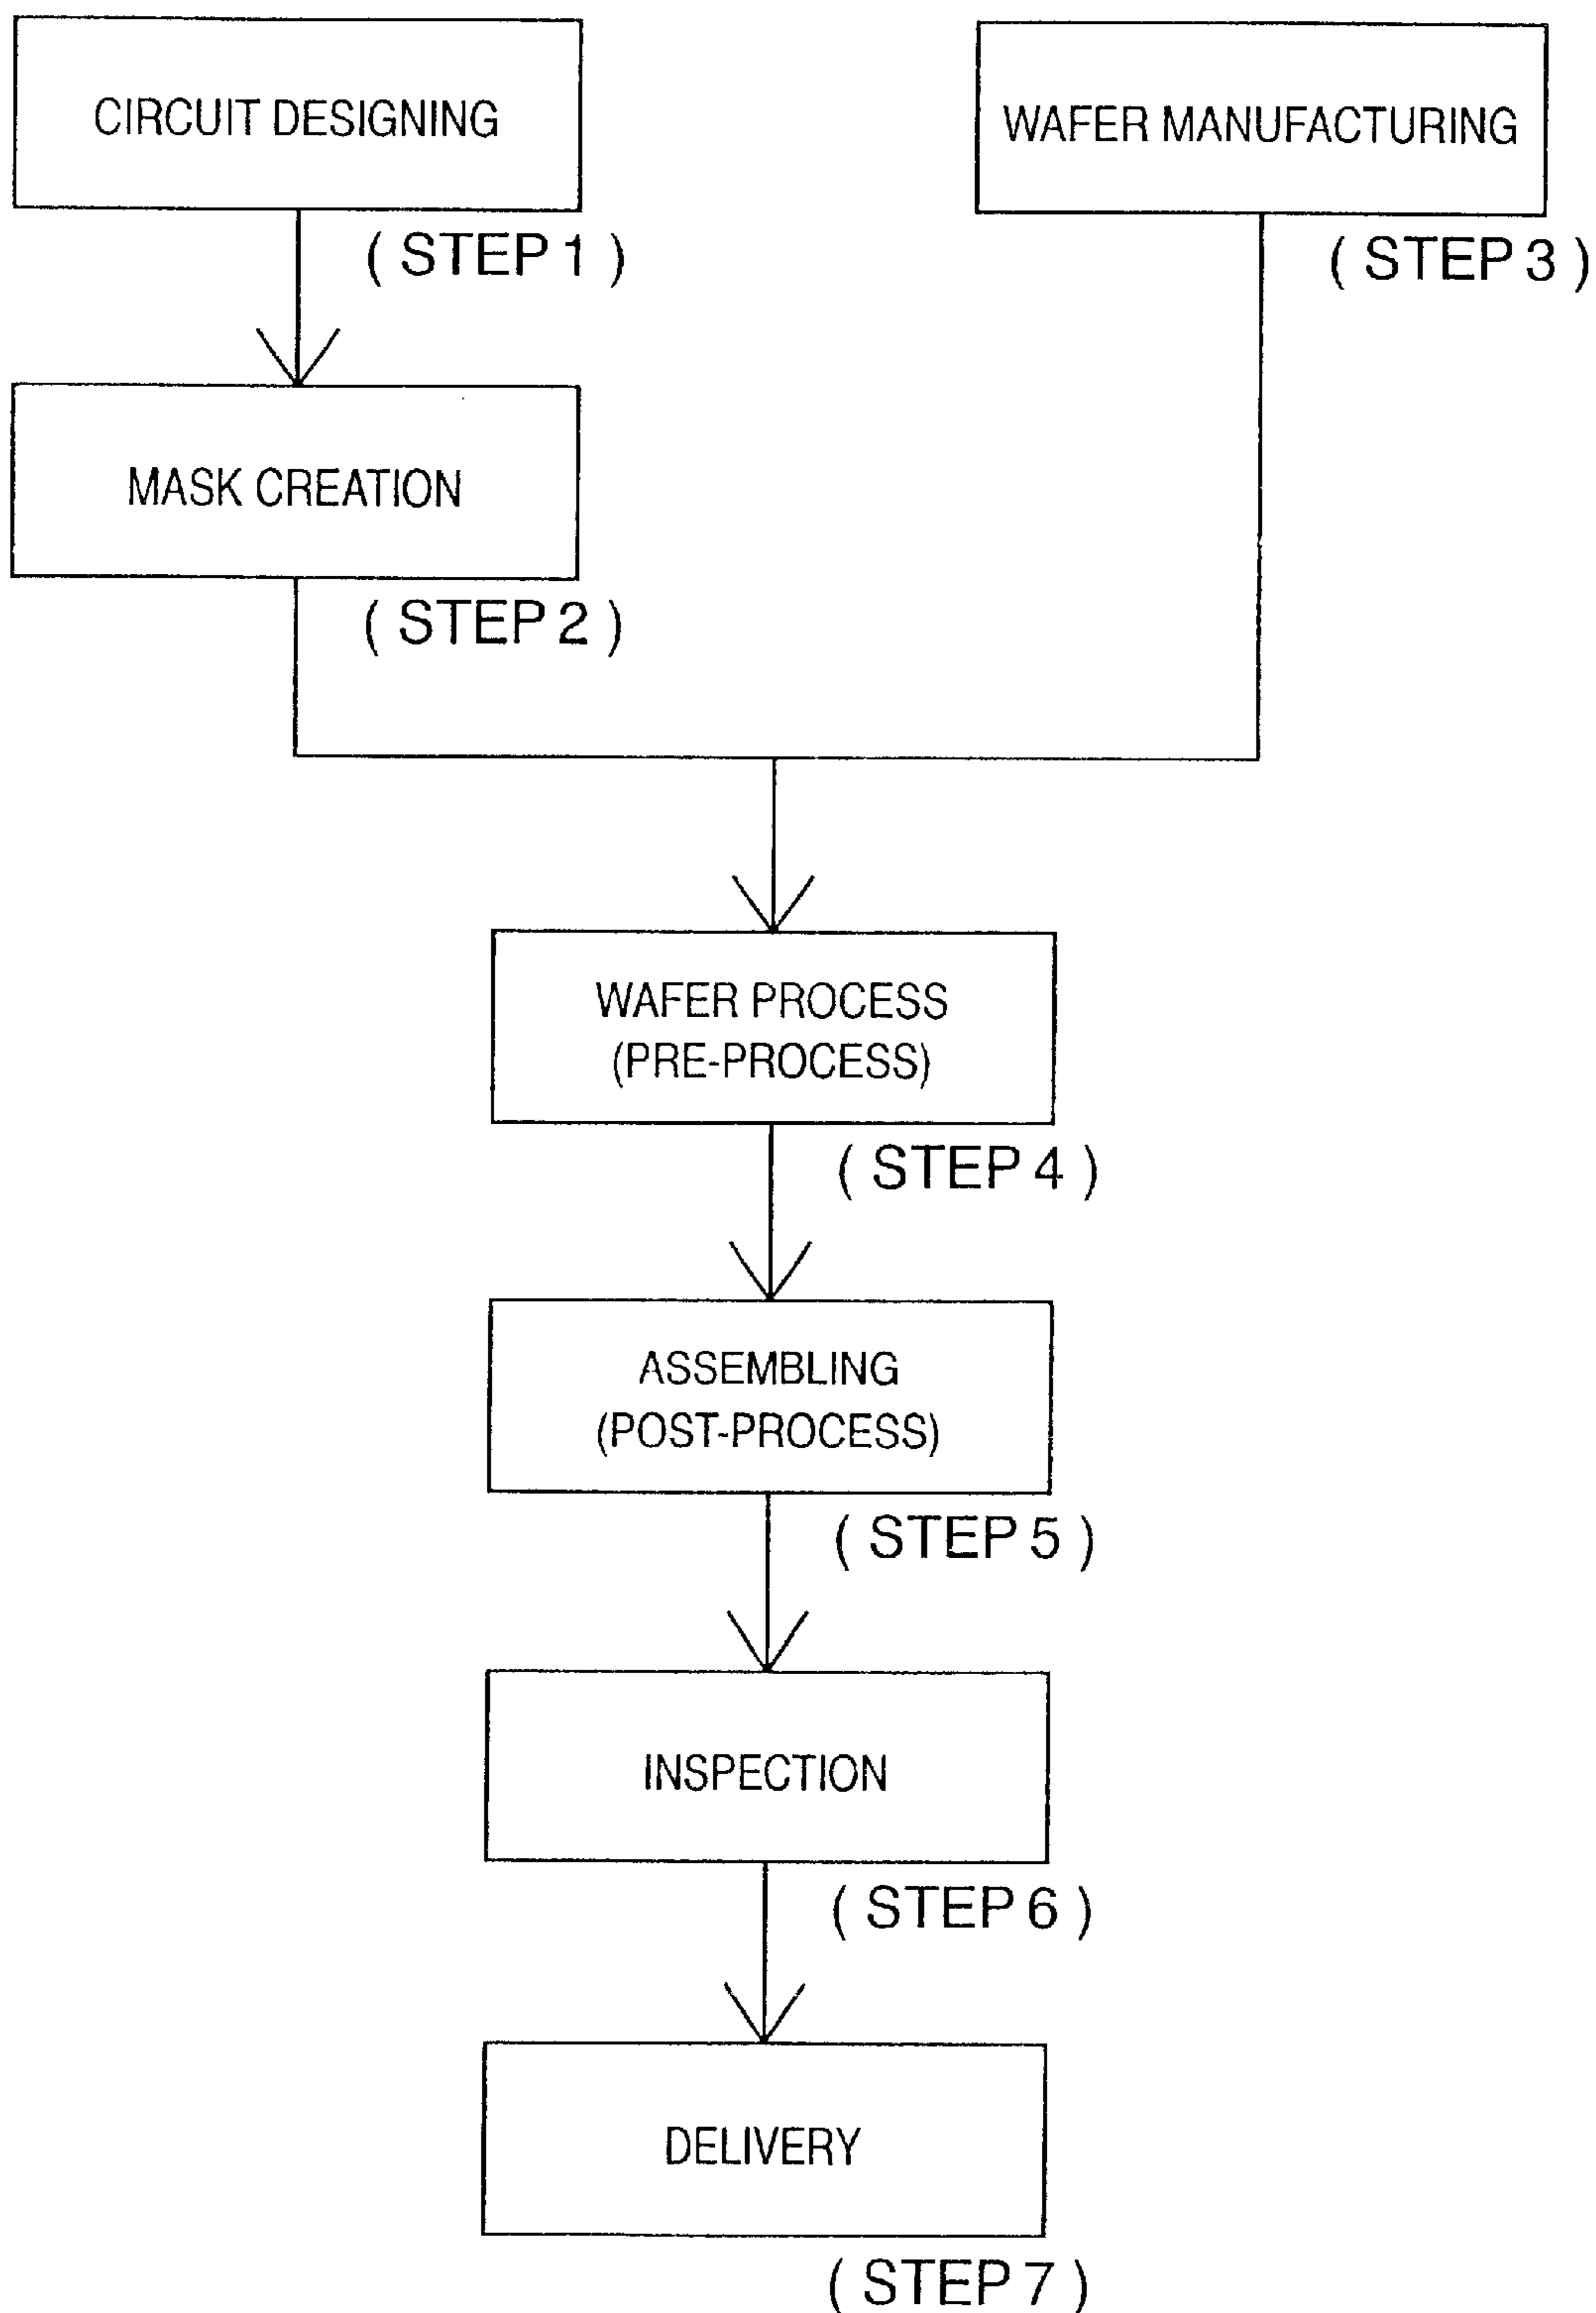 CIRCUIT DESIGNING
( STEP 1 )
WAFER MANUFACTURING
( STEP 3 )
MASK CREATION
( STEP 2 )
WAFER PROCESS
(PRE-PROCESS)
( STEP 4 )
ASSEMBLING
(POST-PROCESS)
( STEP 5 )
INSPECTION
( STEP 6 )
DELIVERY
( STEP 7 )